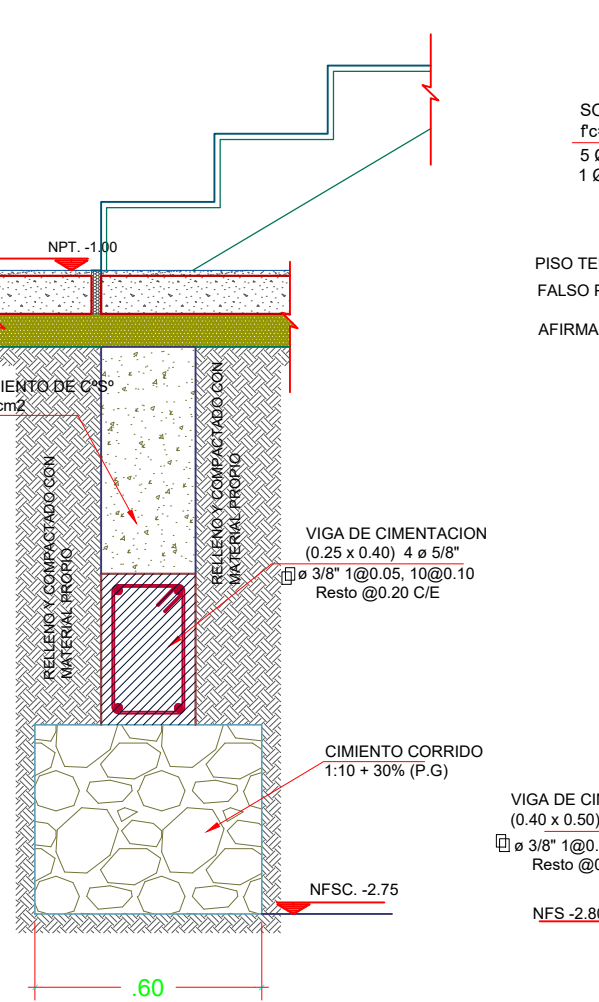 NPT. -1.00
IENTO DE C°S°
cm2
RELLENO Y COMPACTADO CON
MATERIAL PROPIO
RELLENO Y COMPACTADO CON
MATERIAL PROPIO
VIGA DE CIMENTACION
(0.25 x 0.40) 4 ø 5/8"
ø 3/8" 1@0.05, 10@0.10
Resto @0.20 C/E
CIMIENTO CORRIDO
1:10 + 30% (P.G)
NFSC. -2.75
.60
SO
f'c=
5 Ø
1 Ø
PISO TE
FALSO P
AFIRMA
VIGA DE CIM
(0.40 x 0.50)
ø 3/8" 1@0.
Resto @0
NFS -2.80